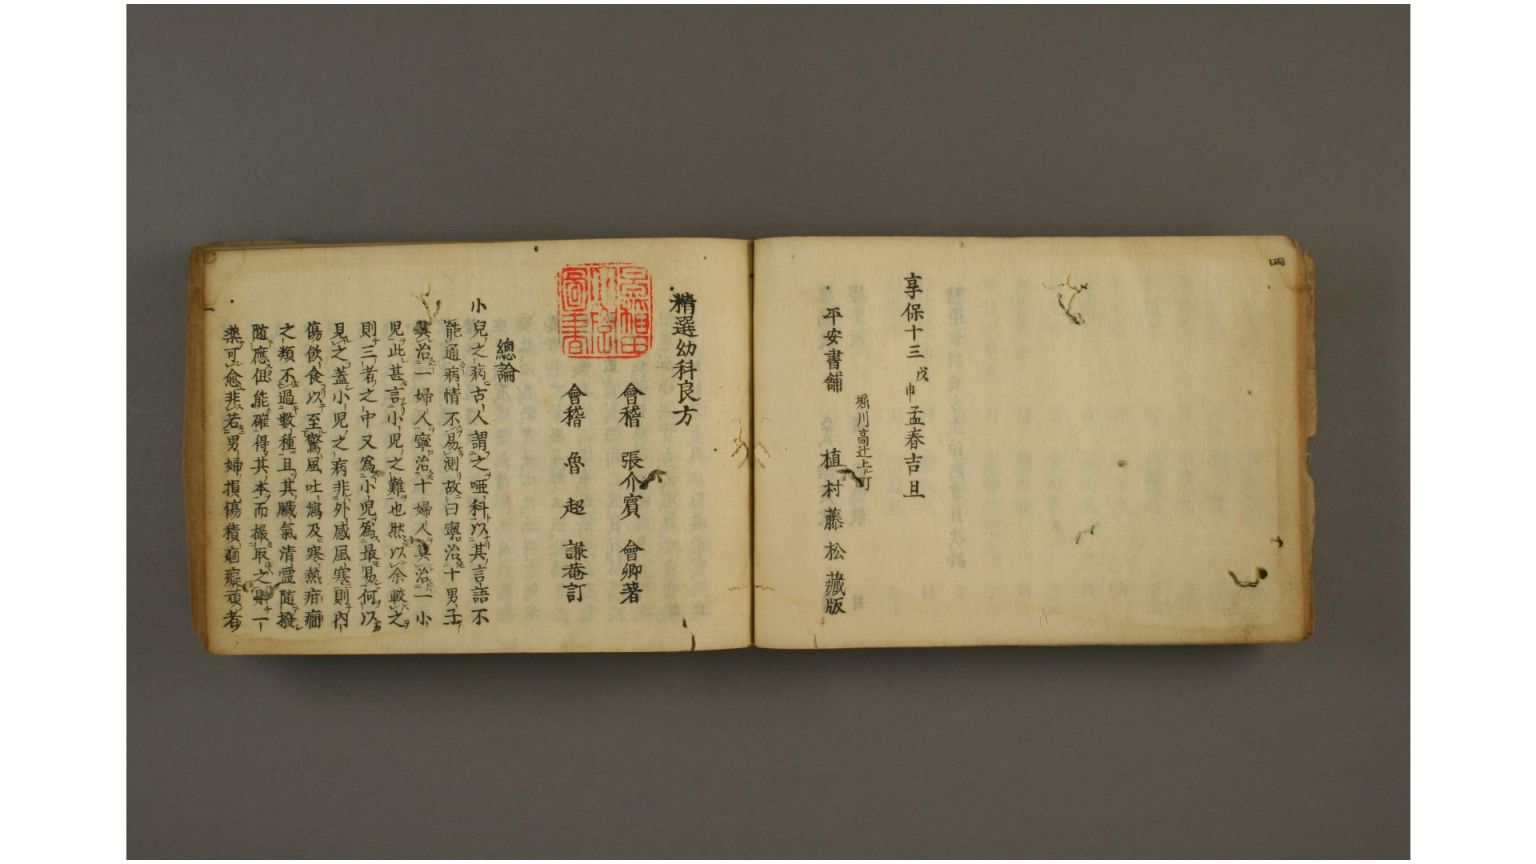 四
享保十三戊申孟春吉旦
堀川高辻上町
平安書舗 植村藤松藏版
精選幼科良方
會稽 張介賓 會卿著
會稽 魯超 謙菴訂
總論
小兒之病古人謂之啞科以其言語不
能通病情不易測故曰寧治十男子
莫治一婦人寧治十婦人莫治一小
児此甚言小児之難也然以余較之
則三者之中又爲小児爲最易何以
見之蓋小児之病非外感風寒則内
傷飲食以至驚風吐瀉及寒熱疳癇
之類不過數種且其臓氣清靈隨撥
随應但能確得其本而撮取之則一
藥可愈非若男婦損傷積痼癡頑者